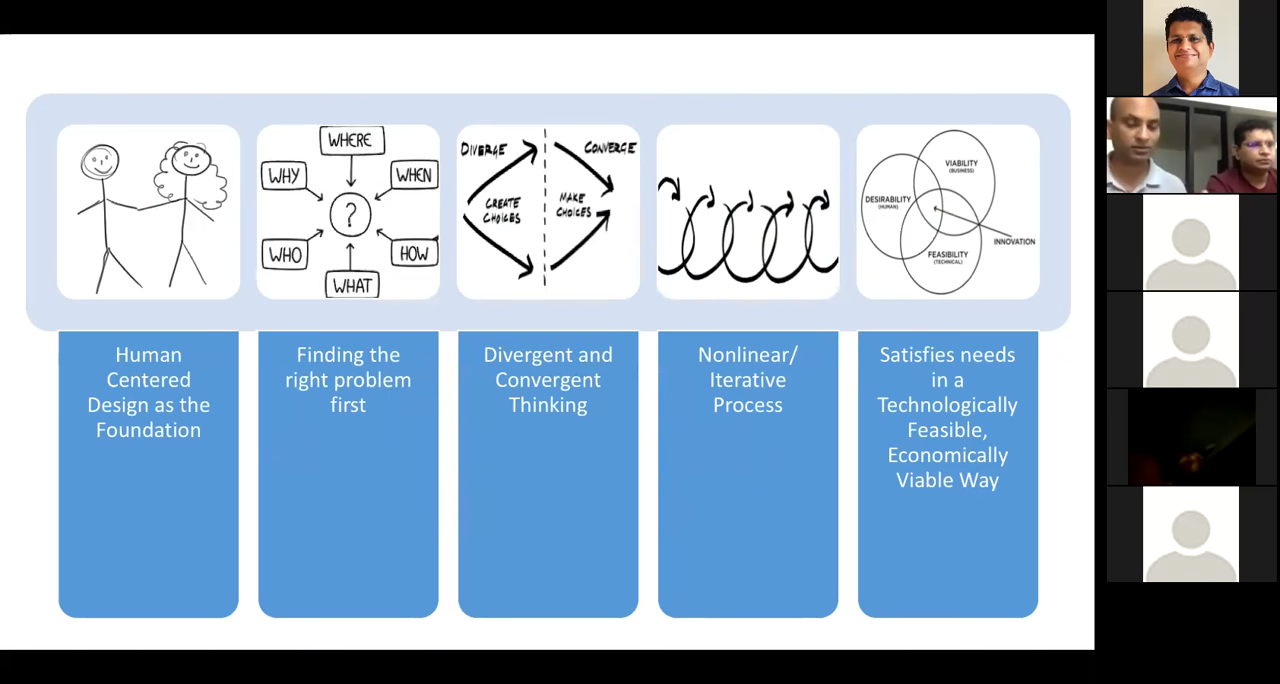 WHERE
WHY
WHEN
?
WHO
HOW
WHAT
DIVERGE
CONVERGE
CREATE
CHOICES
MAKE
CHOICES
VIABILITY
(BUSINESS)
DESIRABILITY
(HUMAN)
INNOVATION
FEASIBILITY
(TECHNICAL)
Human
Centered
Design as the
Foundation
Finding the
right problem
first
Divergent and
Convergent
Thinking
Nonlinear/
Iterative
Process
Satisfies needs
in a
Technologically
Feasible,
Economically
Viable Way